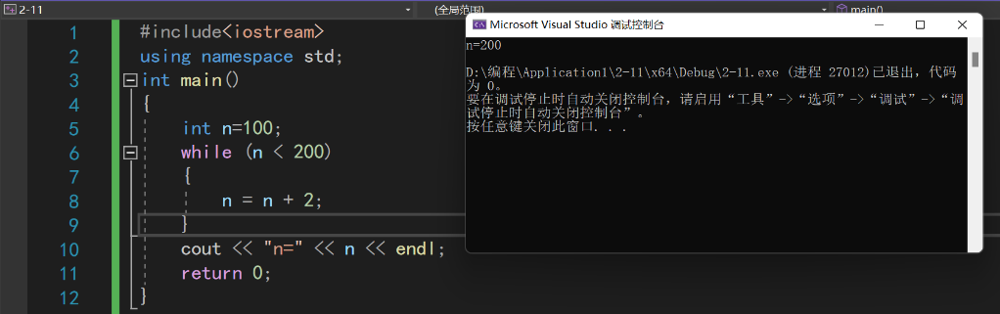 2-11
(全局范围)
main()
1 #include<iostream>
2 using namespace std;
3 int main()
4 {
5 int n=100;
6 while (n < 200)
7 {
8 n = n + 2;
9 }
10 cout << "n=" << n << endl;
11 return 0;
12 }
Microsoft Visual Studio 调试控制台
n=200
D:\编程\Application1\2-11\x64\Debug\2-11.exe (进程 27012)已退出，代码
为 0。
要在调试停止时自动关闭控制台，请启用“工具”->“选项”->“调试”->“调
试停止时自动关闭控制台”。
按任意键关闭此窗口. . .